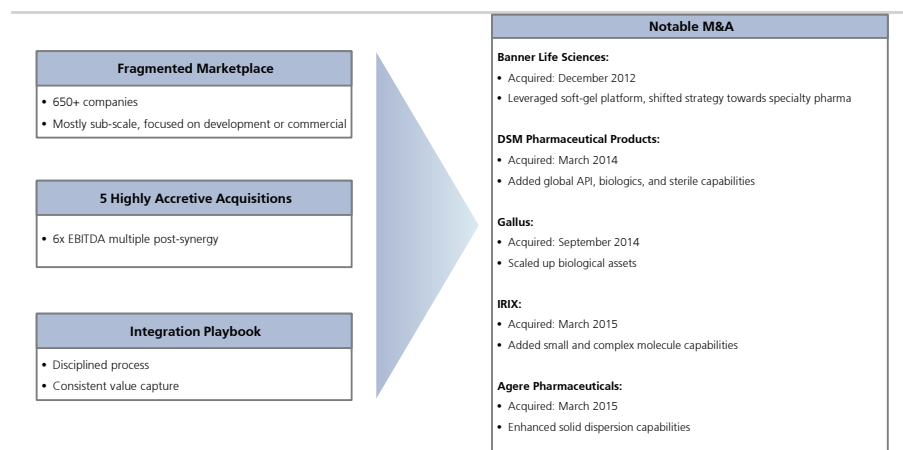 Fragmented Marketplace
• 650+ companies
• Mostly sub-scale, focused on development or commercial
5 Highly Accretive Acquisitions
• 6x EBITDA multiple post-synergy
Integration Playbook
• Disciplined process
• Consistent value capture
Notable M&A
Banner Life Sciences:
• Acquired: December 2012
• Leveraged soft-gel platform, shifted strategy towards specialty pharma
DSM Pharmaceutical Products:
• Acquired: March 2014
• Added global API, biologics, and sterile capabilities
Gallus:
• Acquired: September 2014
• Scaled up biological assets
IRIX:
• Acquired: March 2015
• Added small and complex molecule capabilities
Agere Pharmaceuticals:
• Acquired: March 2015
• Enhanced solid dispersion capabilities